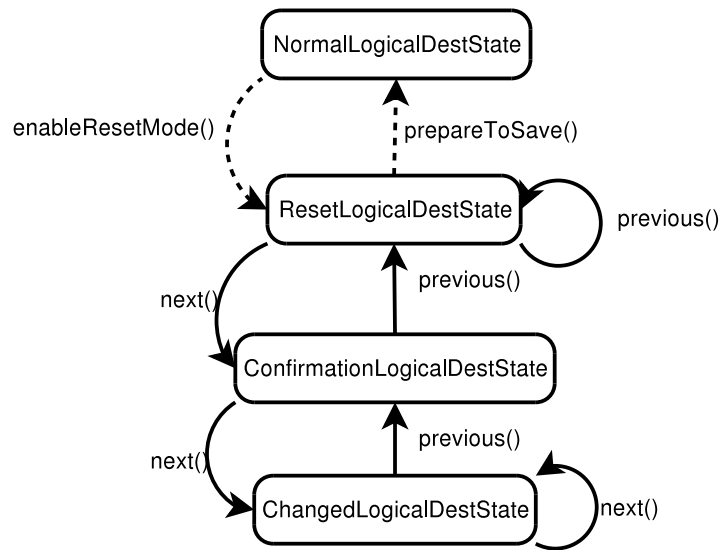 NormalLogicalDestState
enableResetMode()
prepareToSave()
ResetLogicalDestState
previous()
next()
previous()
ConfirmationLogicalDestState
next()
previous()
ChangedLogicalDestState
next()